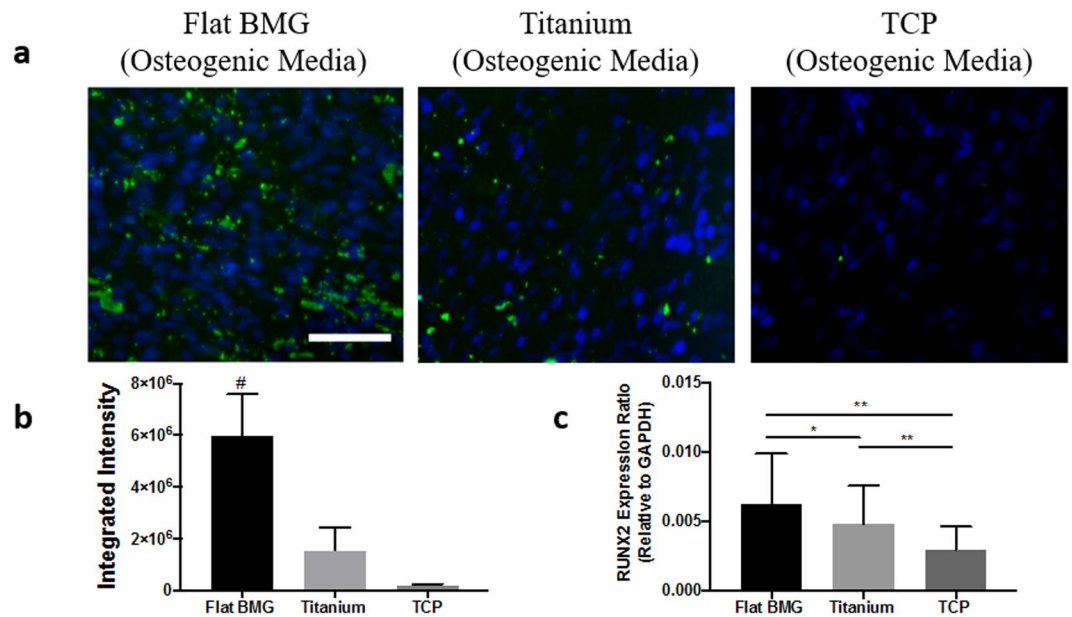 a
Flat BMG
(Osteogenic Media)
Titanium
(Osteogenic Media)
TCP
(Osteogenic Media)
b
Integrated Intensity
8×10⁶
6×10⁶
4×10⁶
2×10⁶
0
#
Flat BMG
Titanium
TCP
c
RUNX2 Expression Ratio
(Relative to GAPDH)
0.015
0.010
0.005
0.000
**
*
**
Flat BMG
Titanium
TCP